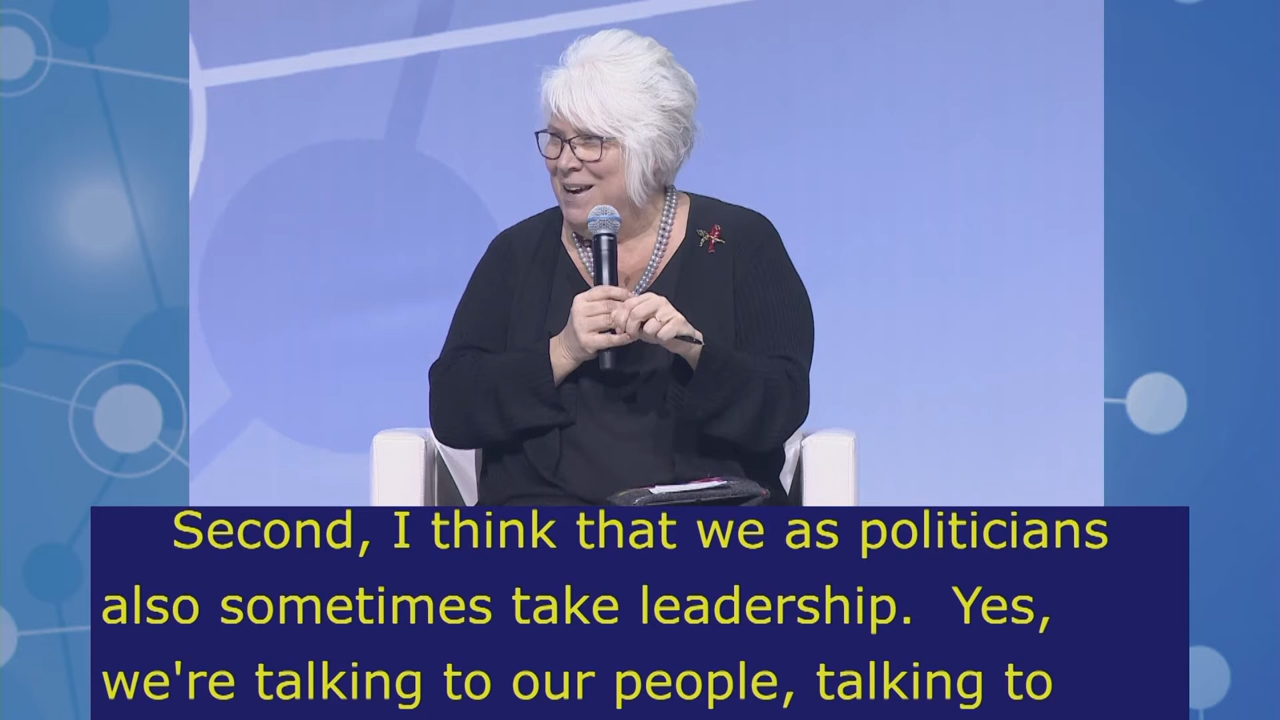 Second, I think that we as politicians
also sometimes take leadership.  Yes,
we're talking to our people, talking to